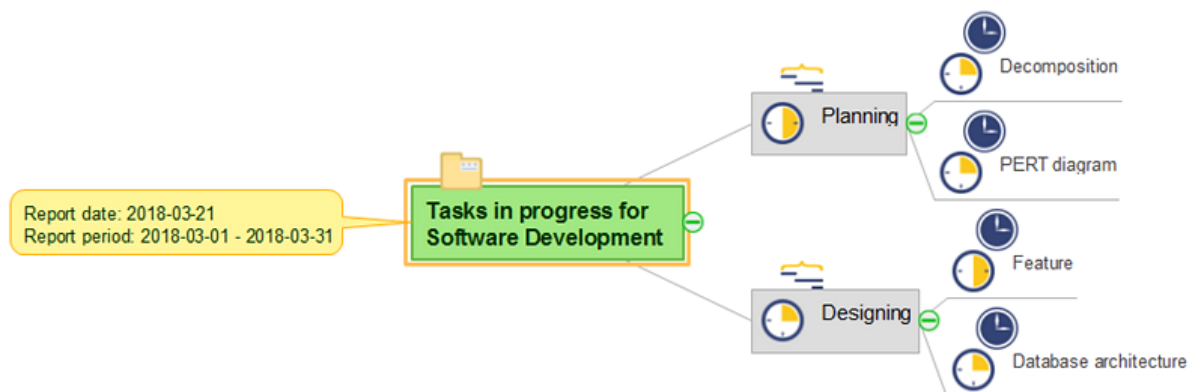 Decomposition
Planning
PERT diagram
Report date: 2018-03-21
Report period: 2018-03-01 - 2018-03-31
Tasks in progress for
Software Development
Feature
Designing
Database architecture